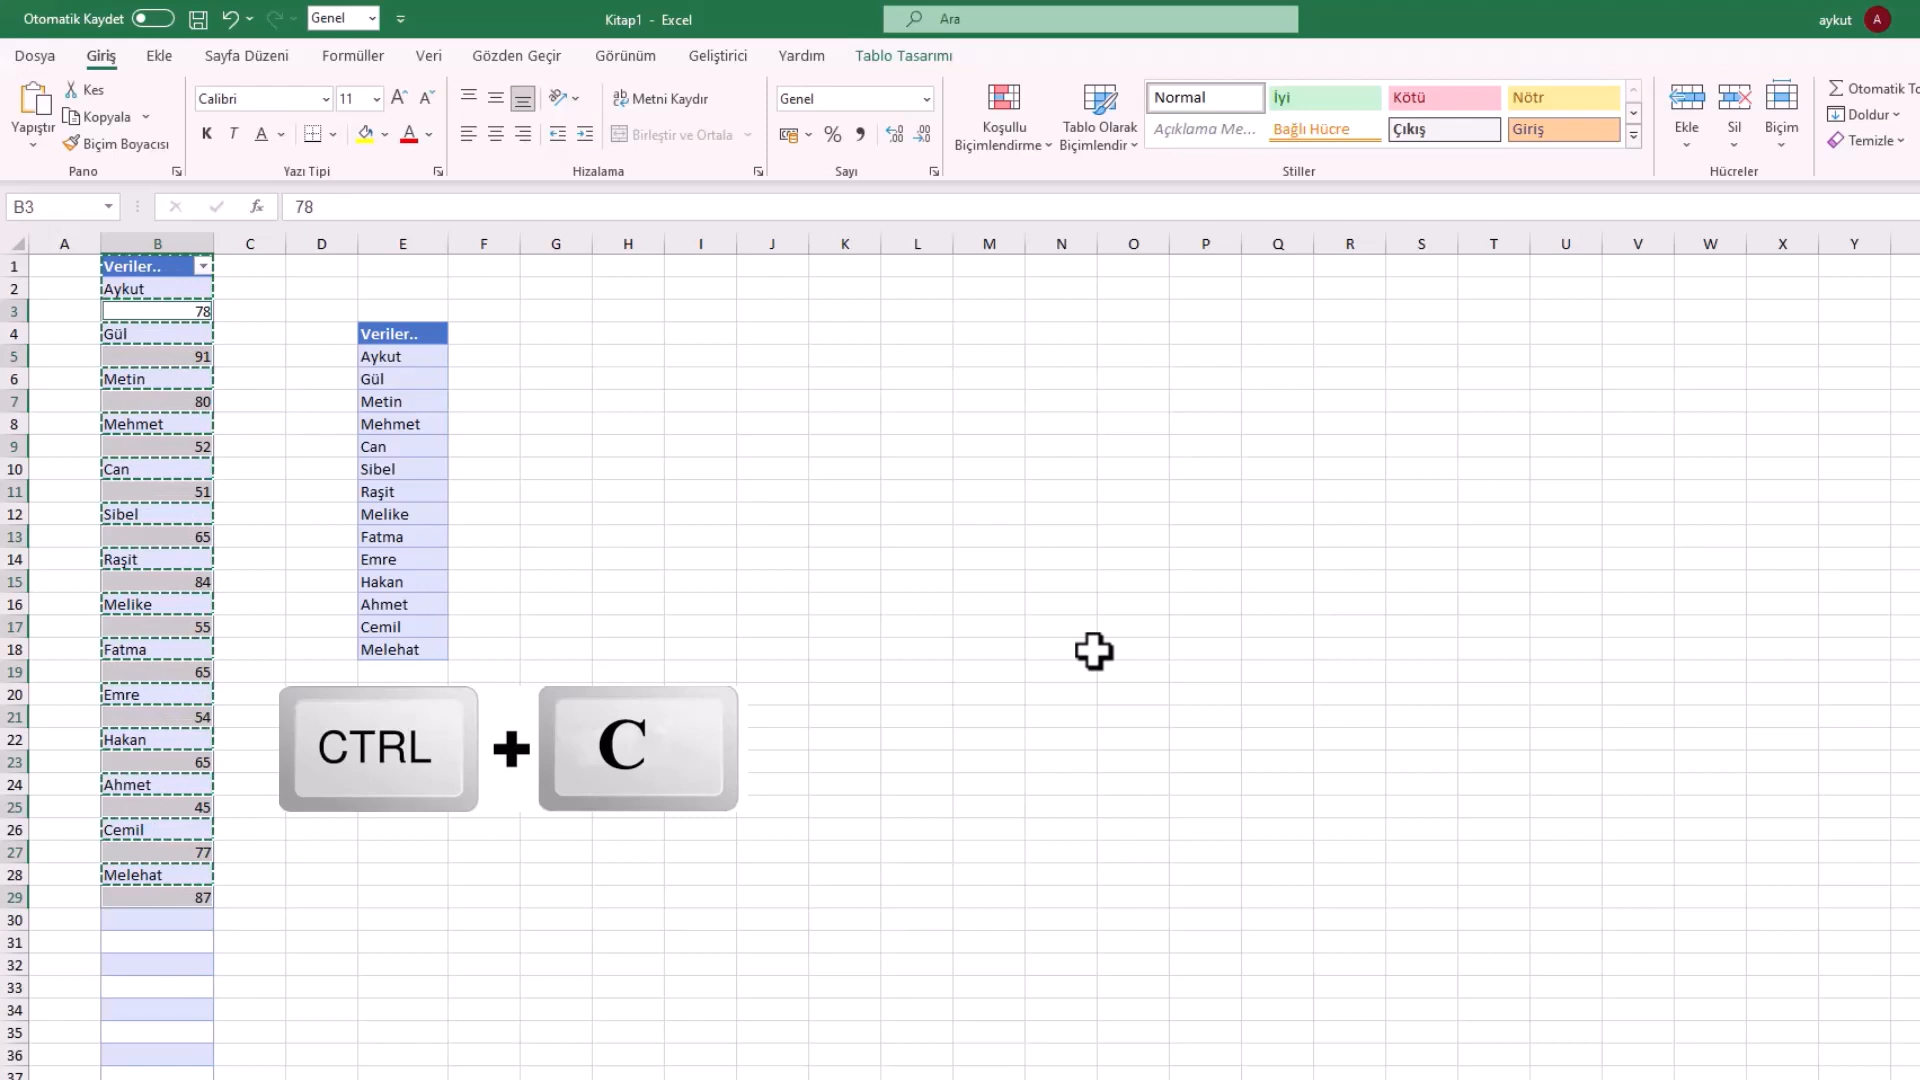 Otomatik Kaydet
Genel
Kitap1 - Excel
Ara
aykut
A
Dosya
Giriş
Ekle
Sayfa Düzeni
Formüller
Veri
Gözden Geçir
Görünüm
Geliştirici
Yardım
Tablo Tasarımı
Yapıştır
Kes
Kopyala
Biçim Boyacısı
Pano
Calibri
11
K
T
A
Yazı Tipi
Metni Kaydır
Birleştir ve Ortala
Hizalama
Genel
Sayı
Koşullu
Biçimlendirme
Tablo Olarak
Biçimlendir
Normal
İyi
Kötü
Nötr
Açıklama Me...
Bağlı Hücre
Çıkış
Giriş
Stiller
Ekle
Sil
Biçim
Hücreler
Otomatik To
Doldur
Temizle
B3
fx
78
A B C D E F G H I J K L M N O P Q R S T U V W X Y
1 Veriler..
2 Aykut
3 78
4 Gül Veriler..
5 91 Aykut
6 Metin Gül
7 80 Metin
8 Mehmet Mehmet
9 52 Can
10 Can Sibel
11 51 Raşit
12 Sibel Melike
13 65 Fatma
14 Raşit Emre
15 84 Hakan
16 Melike Ahmet
17 55 Cemil
18 Fatma Melehat
19 65
20 Emre
21 54
22 Hakan
23 65
24 Ahmet
25 45
26 Cemil
27 77
28 Melehat
29 87
30
31
32
33
34
35
36
37
CTRL + C